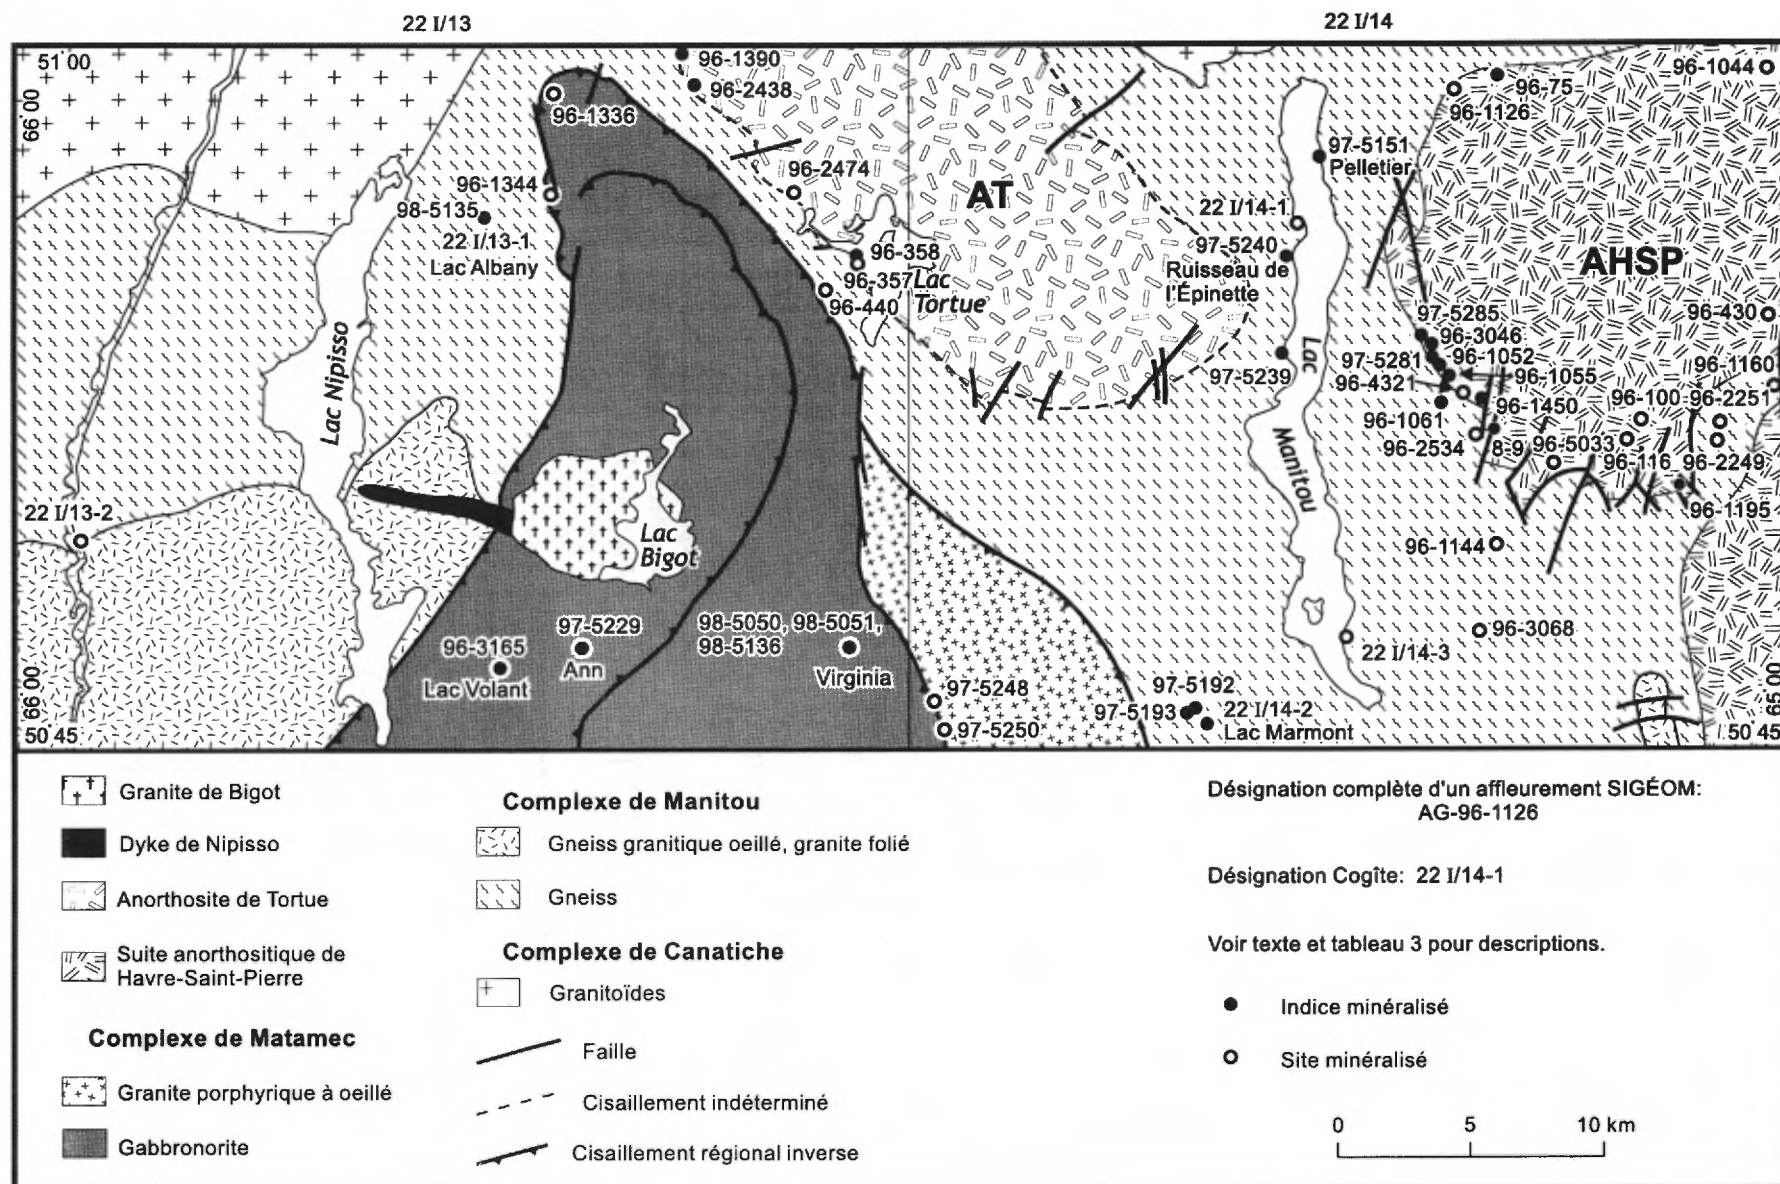 22 I/13
22 I/14
51°00
66°00
96-1390
96-2438
96-1336
96-1344
98-5135
22 I/13-1
Lac Albany
96-2474
AT
96-358
96-357
96-440
Lac
Tortue
Lac Nipisso
22 I/13-2
Lac
Bigot
97-5229
Ann
96-3165
Lac Volant
98-5050, 98-5051,
98-5136
Virginia
97-5248
97-5250
66°00
50°45
97-5151
Pelletier
22 I/14-1
97-5240
Ruisseau de
l'Épinette
97-5239
Lac
Manitou
22 I/14-3
97-5192
97-5193
22 I/14-2
Lac Marmont
96-1044
96-75
96-1126
AHSP
96-430
97-5285
96-3046
97-5281
96-1052
96-4321
96-1055
96-1160
96-1061
96-1450
96-100
96-2251
96-2534
8-9
96-5033
96-116
96-2249
96-1195
96-1144
96-3068
65°00
50°45
Granite de Bigot
Dyke de Nipisso
Anorthosite de Tortue
Suite anorthositique de
Havre-Saint-Pierre
Complexe de Matamec
Granite porphyrique à oeillé
Gabbronorite
Complexe de Manitou
Gneiss granitique oeillé, granite folié
Gneiss
Complexe de Canatiche
Granitoïdes
Faille
Cisaillement indéterminé
Cisaillement régional inverse
Désignation complète d'un affleurement SIGÉOM:
AG-96-1126
Désignation Cogîte: 22 I/14-1
Voir texte et tableau 3 pour descriptions.
Indice minéralisé
Site minéralisé
0 5 10 km